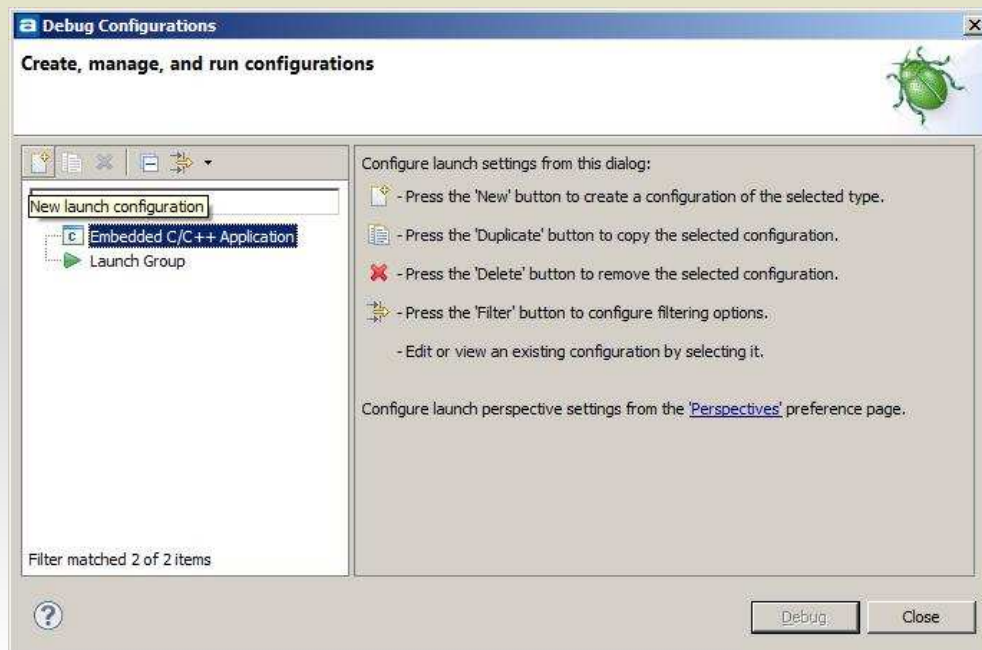 Debug Configurations
Create, manage, and run configurations
New launch configuration
Embedded C/C++ Application
Launch Group
Filter matched 2 of 2 items
Configure launch settings from this dialog:
- Press the 'New' button to create a configuration of the selected type.
- Press the 'Duplicate' button to copy the selected configuration.
- Press the 'Delete' button to remove the selected configuration.
- Press the 'Filter' button to configure filtering options.
- Edit or view an existing configuration by selecting it.
Configure launch perspective settings from the 'Perspectives' preference page.
Debug
Close